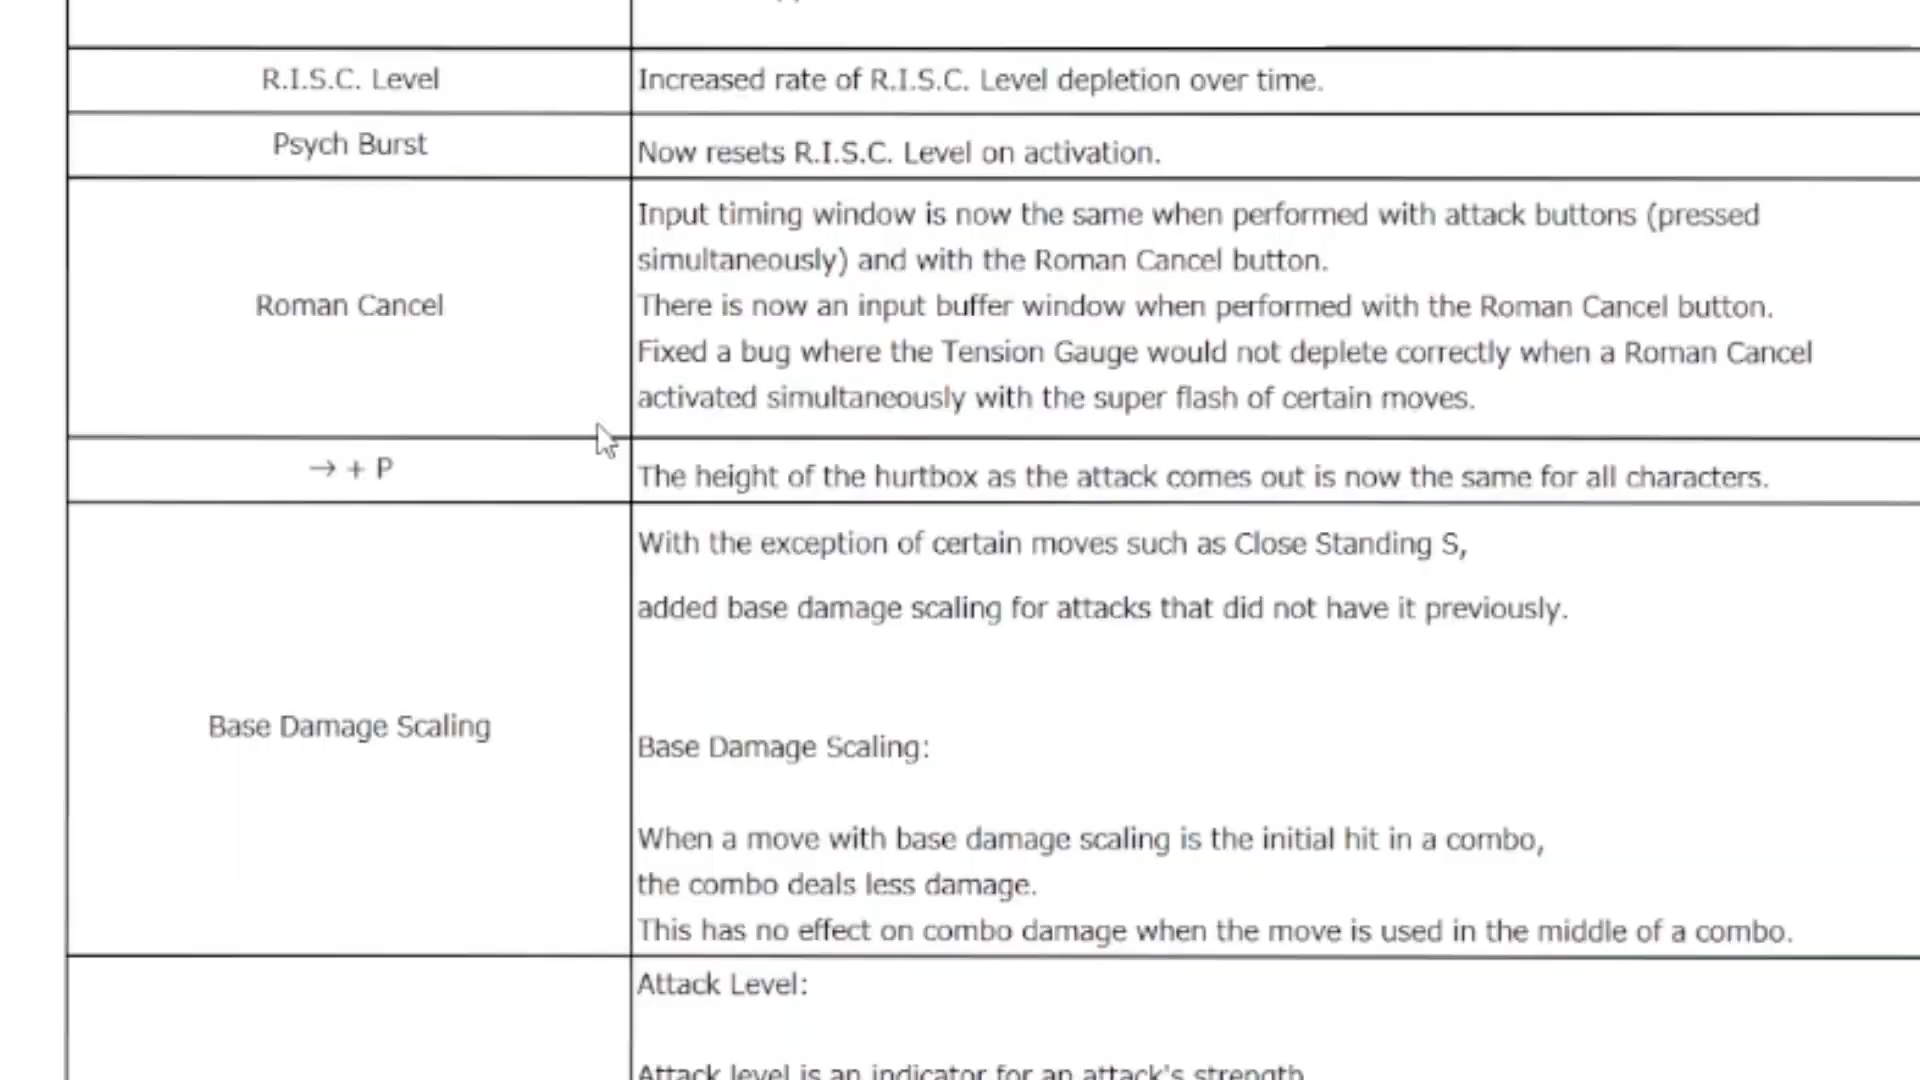 R.I.S.C. Level
Increased rate of R.I.S.C. Level depletion over time.
Psych Burst
Now resets R.I.S.C. Level on activation.
Roman Cancel
Input timing window is now the same when performed with attack buttons (pressed
simultaneously) and with the Roman Cancel button.
There is now an input buffer window when performed with the Roman Cancel button.
Fixed a bug where the Tension Gauge would not deplete correctly when a Roman Cancel
activated simultaneously with the super flash of certain moves.
→ + P
The height of the hurtbox as the attack comes out is now the same for all characters.
Base Damage Scaling
With the exception of certain moves such as Close Standing S,
added base damage scaling for attacks that did not have it previously.
Base Damage Scaling:
When a move with base damage scaling is the initial hit in a combo,
the combo deals less damage.
This has no effect on combo damage when the move is used in the middle of a combo.
Attack Level:
Attack level is an indicator for an attack's strength